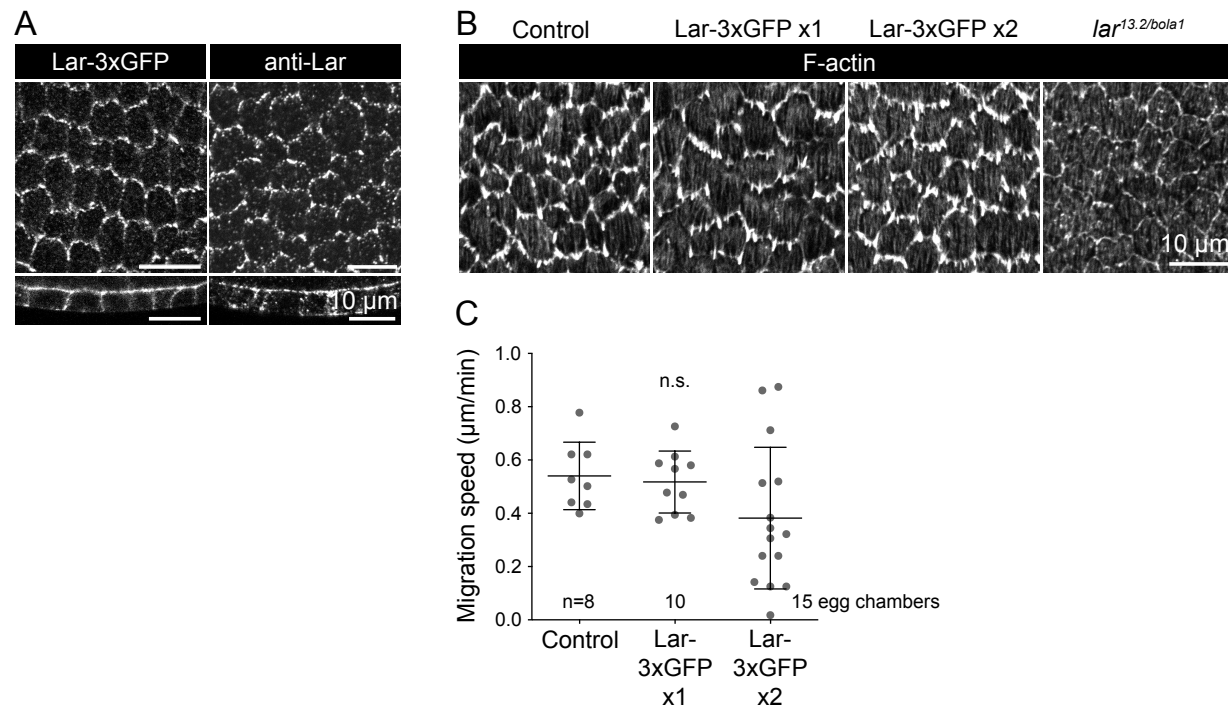 A
Lar-3xGFP
anti-Lar
10 µm
B
Control
Lar-3xGFP x1
Lar-3xGFP x2
lar13.2/bola1
F-actin
10 µm
C
Migration speed (µm/min)
1.0
0.8
0.6
0.4
0.2
0.0
n.s.
n=8
10
15 egg chambers
Control
Lar-
3xGFP
x1
Lar-
3xGFP
x2